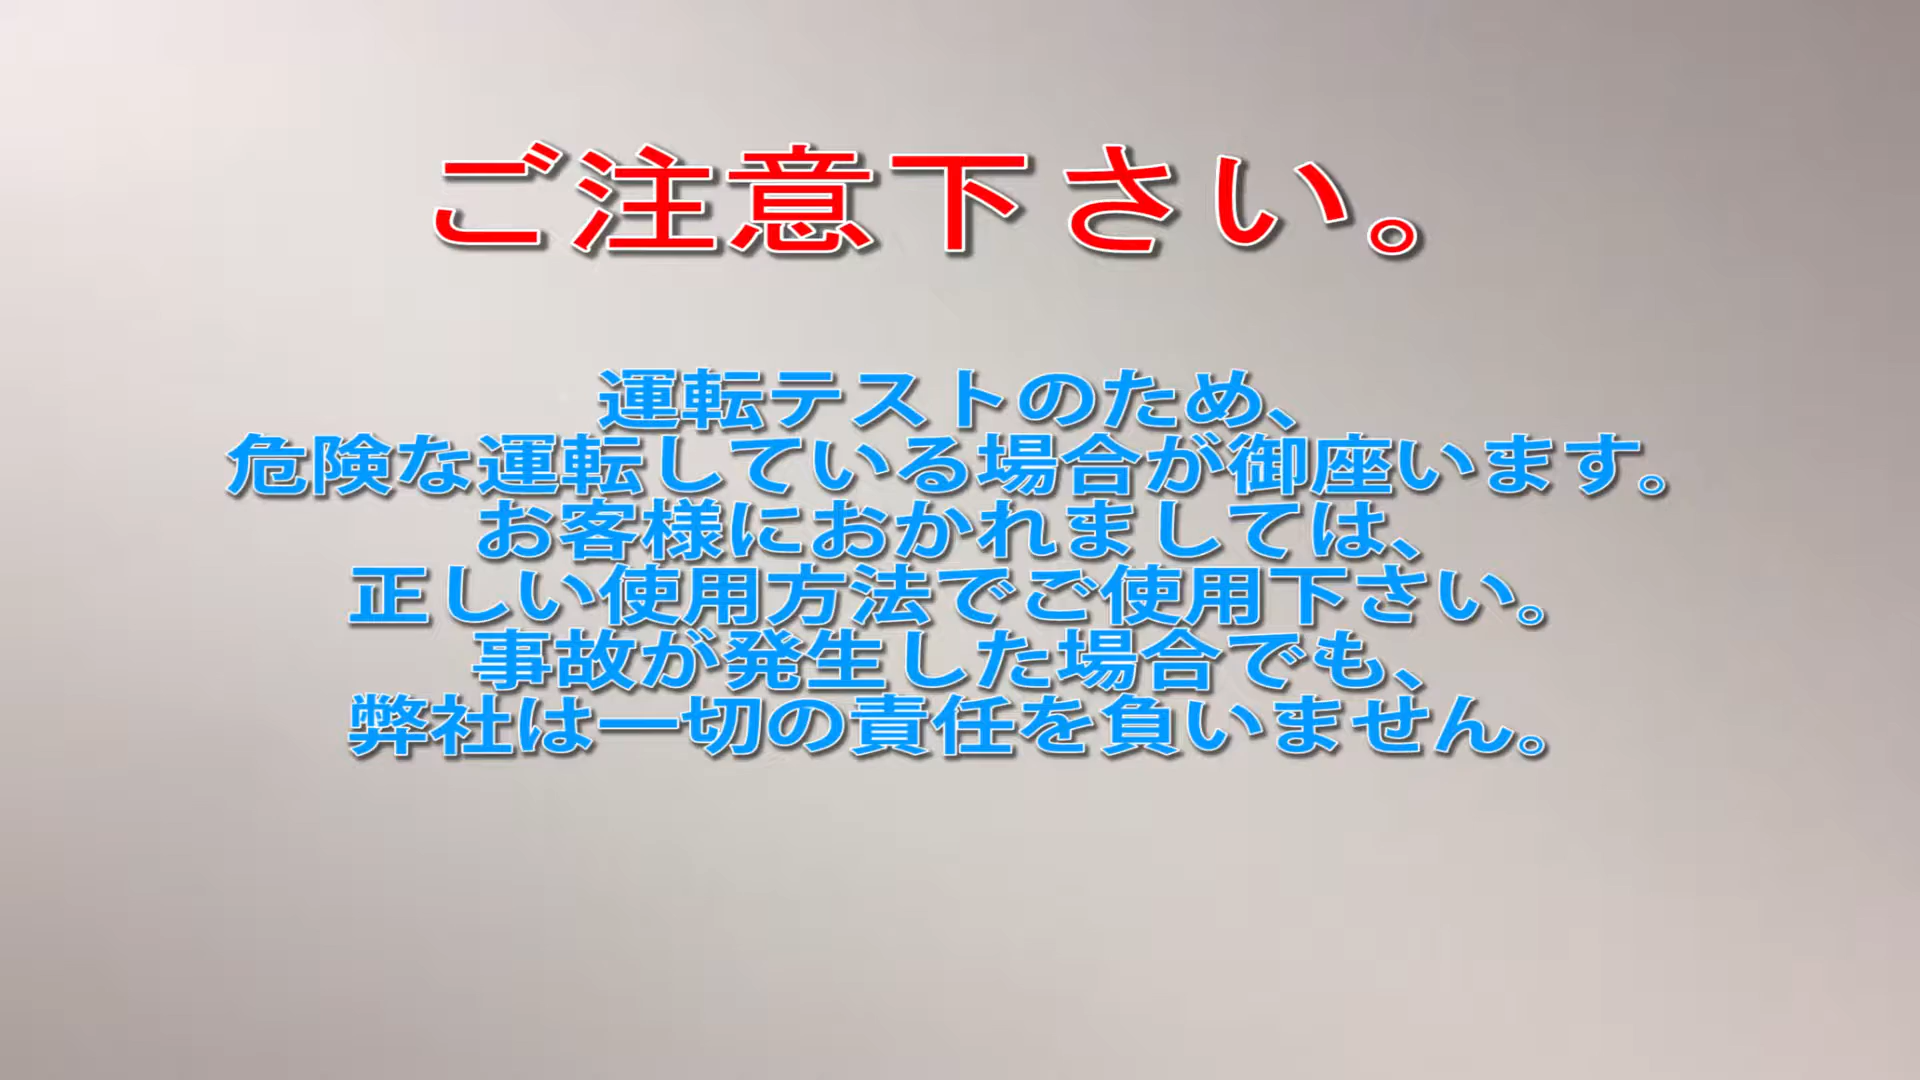 ご注意下さい。
運転テストのため、
危険な運転している場合が御座います。
お客様におかれましては、
正しい使用方法でご使用下さい。
事故が発生した場合でも、
弊社は一切の責任を負いません。